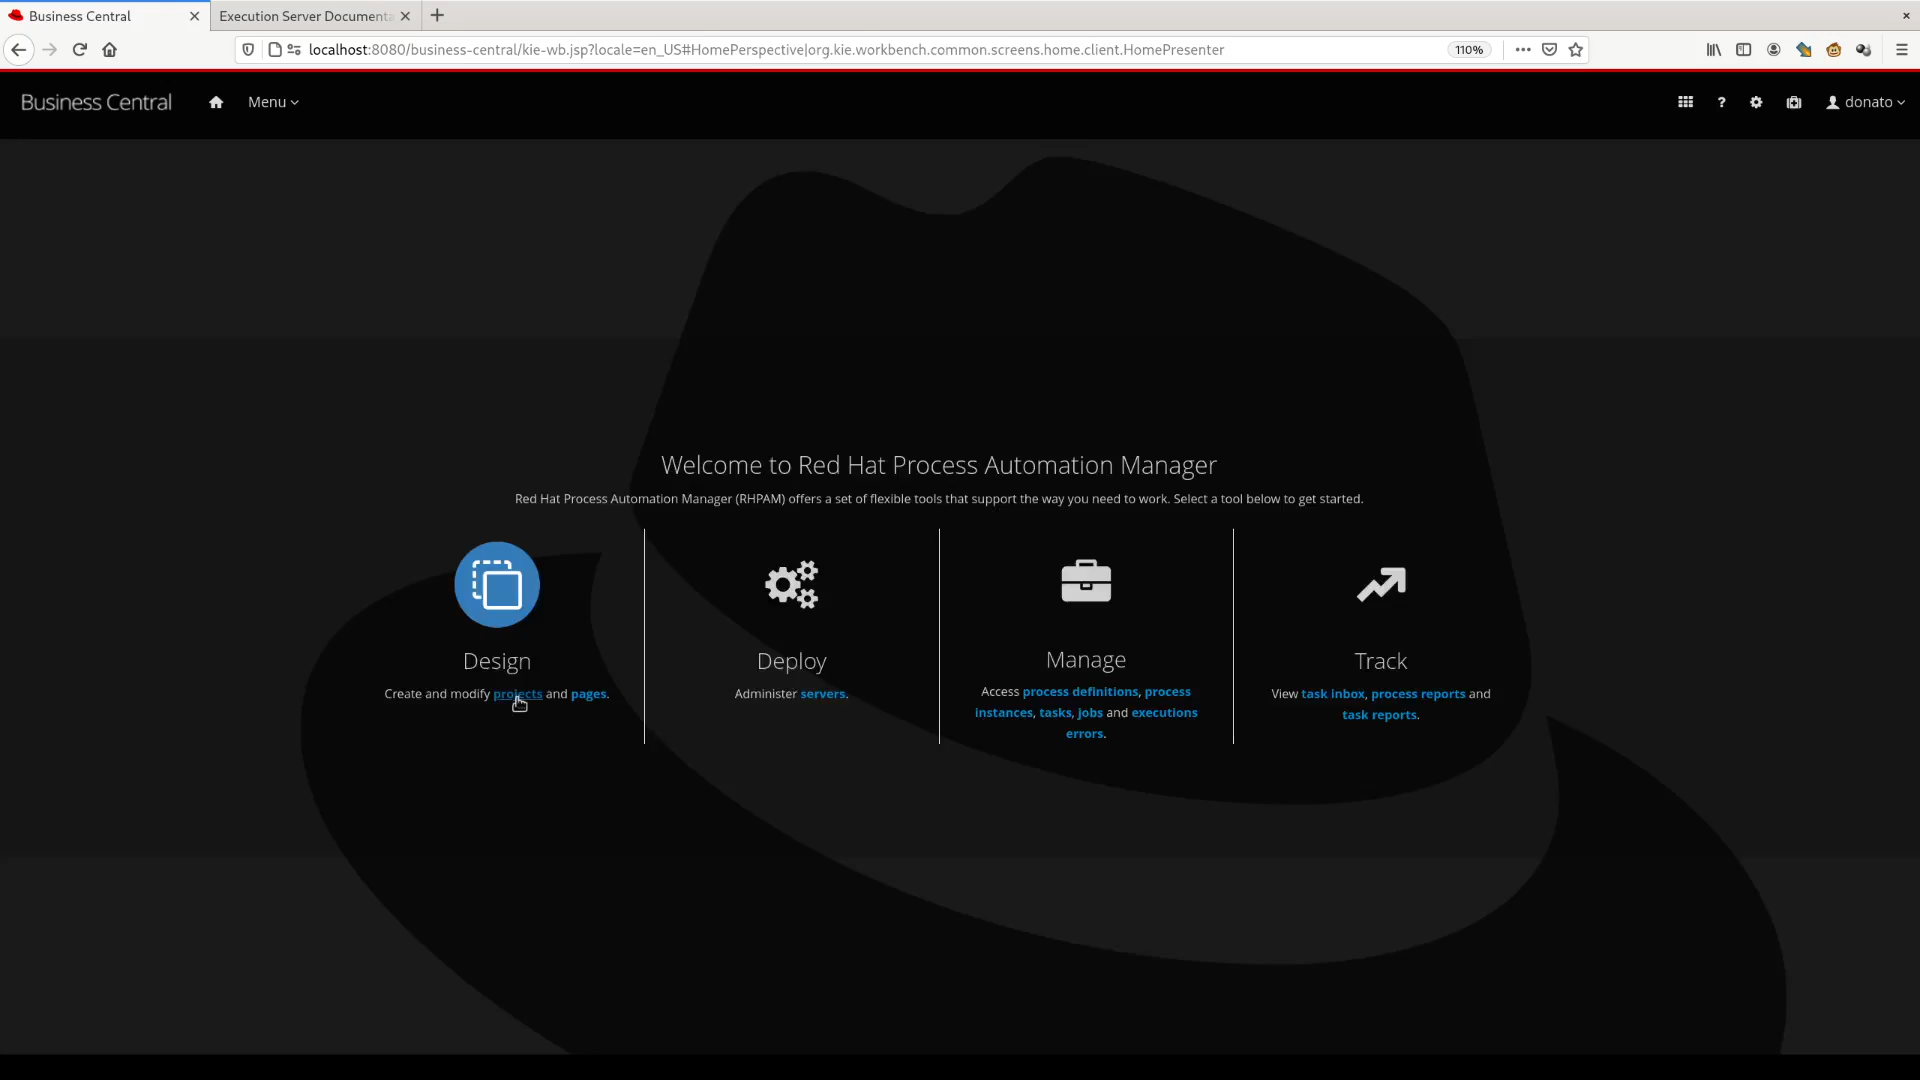 Business Central
Execution Server Documenta
localhost:8080/business-central/kie-wb.jsp?locale=en_US#HomePerspective|org.kie.workbench.common.screens.home.client.HomePresenter
110%
Business Central
Menu
?
donato
Welcome to Red Hat Process Automation Manager
Red Hat Process Automation Manager (RHPAM) offers a set of flexible tools that support the way you need to work. Select a tool below to get started.
Design
Create and modify projects and pages.
Deploy
Administer servers.
Manage
Access process definitions, process
instances, tasks, jobs and executions
errors.
Track
View task inbox, process reports and
task reports.